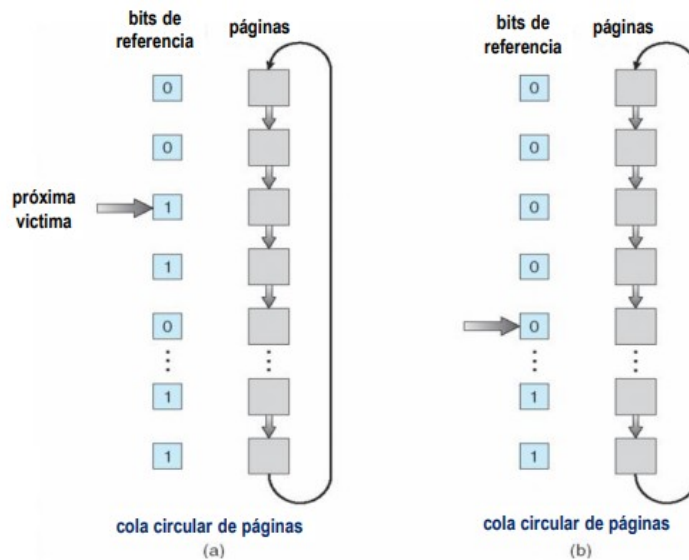 bits de
referencia
páginas
0
0
próxima
victima
1
1
0
1
1
cola circular de páginas
(a)
bits de
referencia
páginas
0
0
0
0
0
1
1
cola circular de páginas
(b)